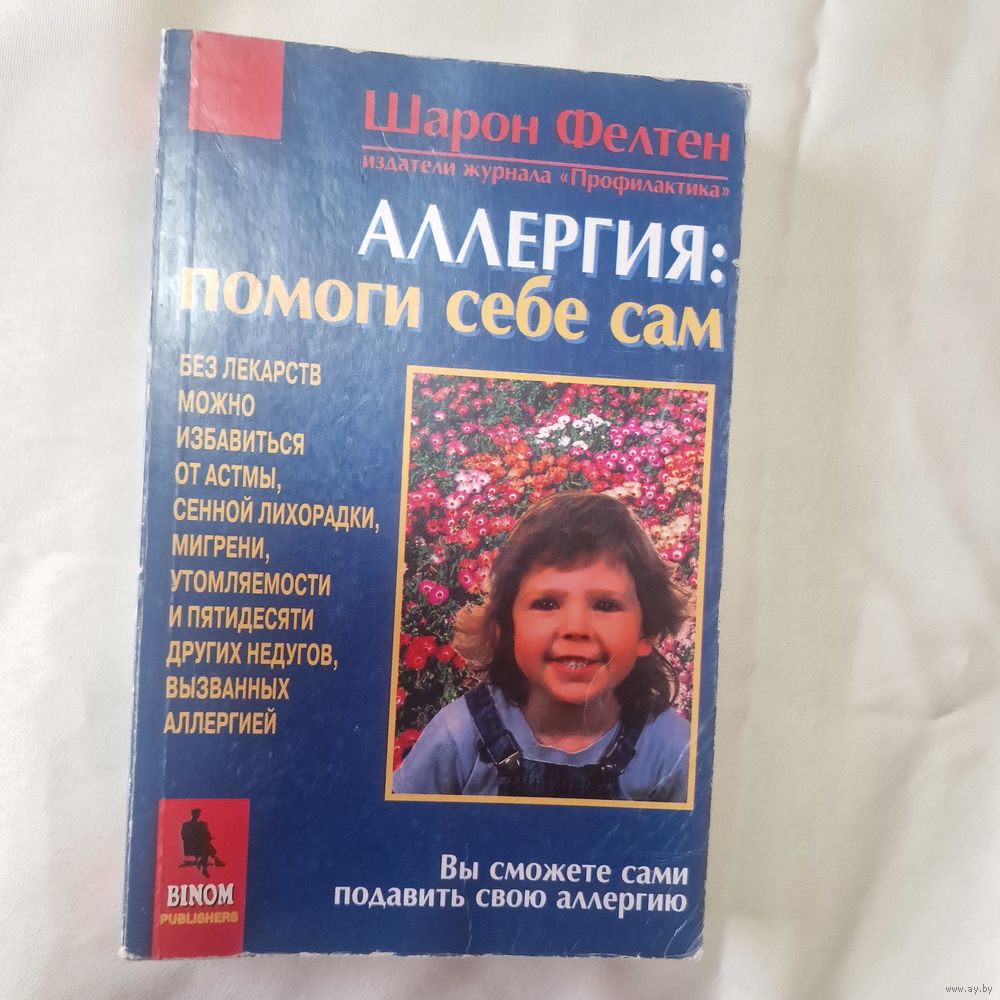 Шарон Фелтен
издатели журнала «Профилактика»
АЛЛЕРГИЯ:
помоги себе сам
БЕЗ ЛЕКАРСТВ
МОЖНО
ИЗБАВИТЬСЯ
ОТ АСТМЫ,
СЕННОЙ ЛИХОРАДКИ,
МИГРЕНИ,
УТОМЛЯЕМОСТИ
И ПЯТИДЕСЯТИ
ДРУГИХ НЕДУГОВ,
ВЫЗВАННЫХ
АЛЛЕРГИЕЙ
Вы сможете сами
подавить свою аллергию
BINOM
PUBLISHERS
www.ay.by